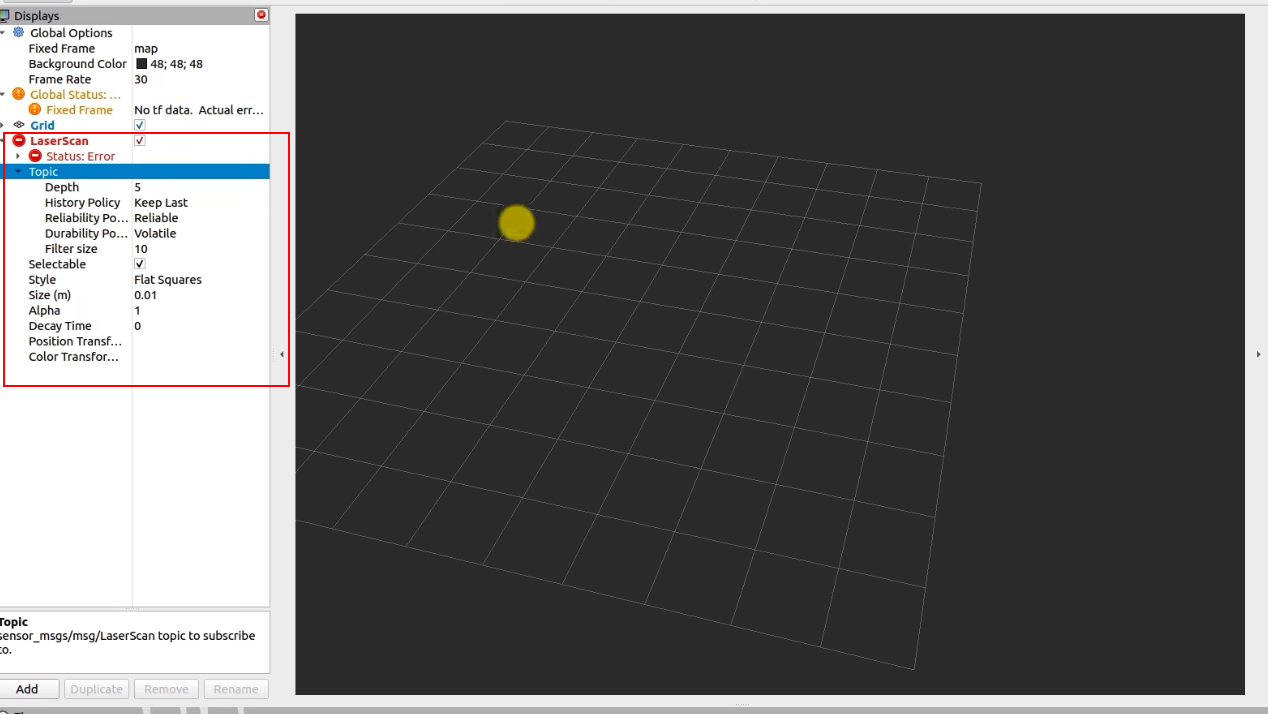 Displays
Global Options
Fixed Frame map
Background Color 48; 48; 48
Frame Rate 30
Global Status: ...
Fixed Frame No tf data. Actual err...
Grid
LaserScan
Status: Error
Topic
Depth 5
History Policy Keep Last
Reliability Po... Reliable
Durability Po... Volatile
Filter size 10
Selectable
Style Flat Squares
Size (m) 0.01
Alpha 1
Decay Time 0
Position Transf...
Color Transfor...
Topic
sensor_msgs/msg/LaserScan topic to subscribe
to.
Add Duplicate Remove Rename